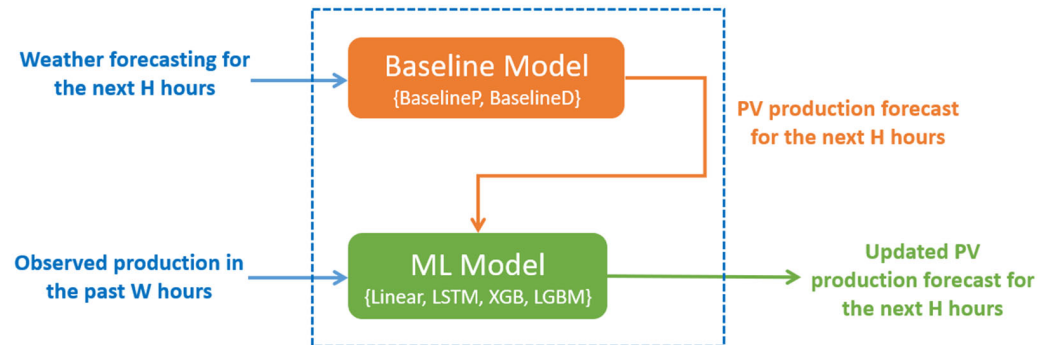 Weather forecasting for
the next H hours
Baseline Model
{BaselineP, BaselineD}
PV production forecast
for the next H hours
Observed production in
the past W hours
ML Model
{Linear, LSTM, XGB, LGBM}
Updated PV
production forecast for
the next H hours